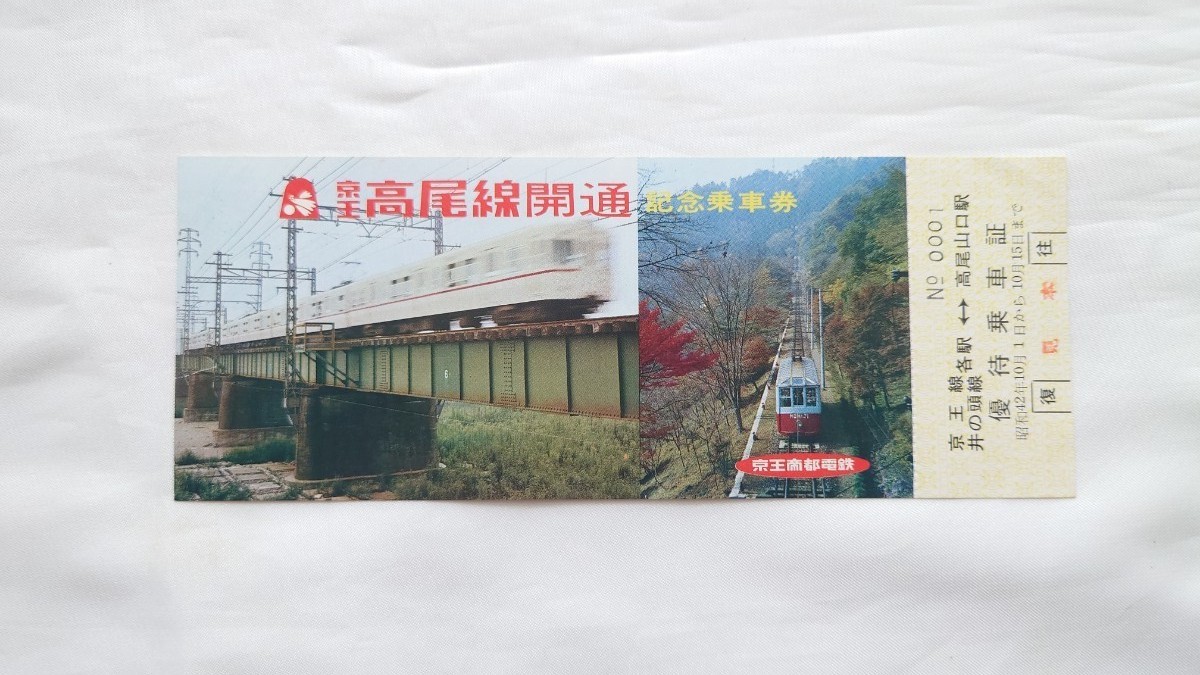 京王高尾線開通
記念乗車券
京王帝都電鉄
№ 0001
京王線
井の頭線
各駅↔高尾山口駅
優待乗車証
昭和42年10月1日から10月15日まで
復 見本 往
6